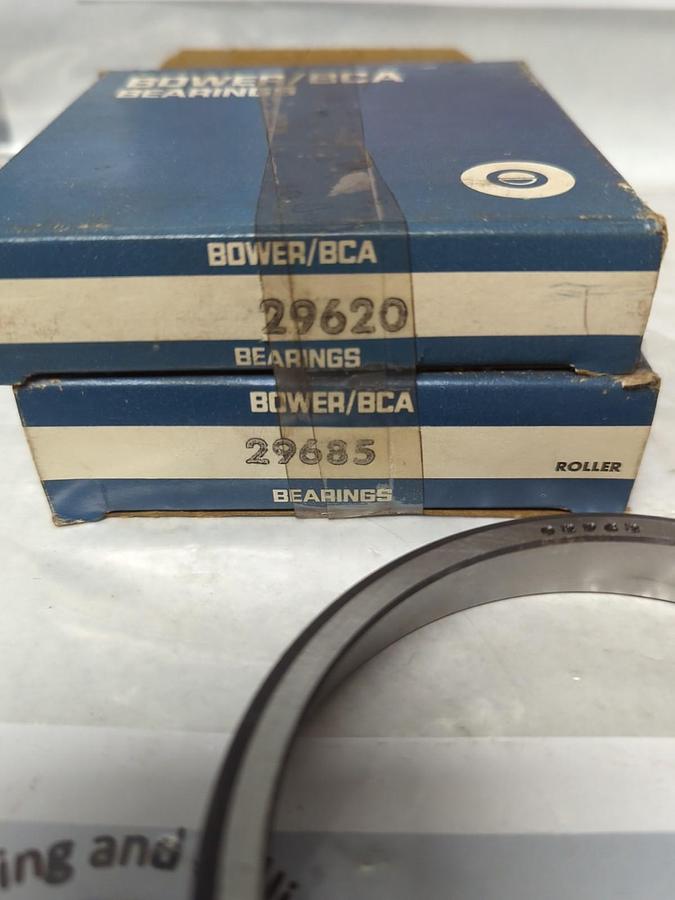 BOWER/BCA
BEARINGS
BOWER/BCA
29620
BEARINGS
BOWER/BCA
29685
ROLLER
BEARINGS
ing and